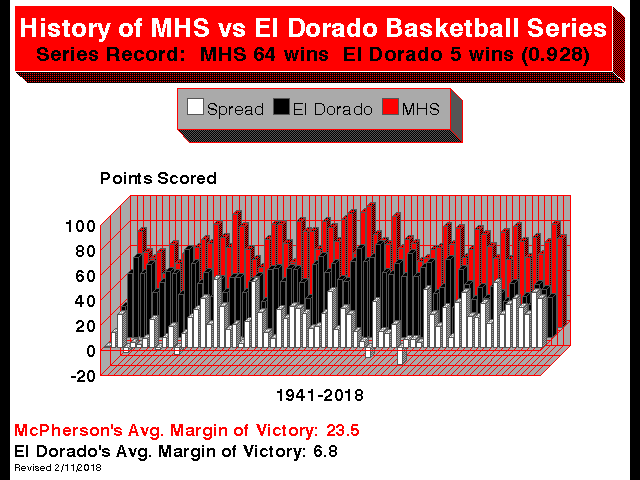 History of MHS vs El Dorado Basketball Series
Series Record: MHS 64 wins El Dorado 5 wins (0.928)
Spread El Dorado MHS
Points Scored
100
80
60
40
20
0
-20
1941-2018
McPherson's Avg. Margin of Victory: 23.5
El Dorado's Avg. Margin of Victory: 6.8
Revised 2/11/2018